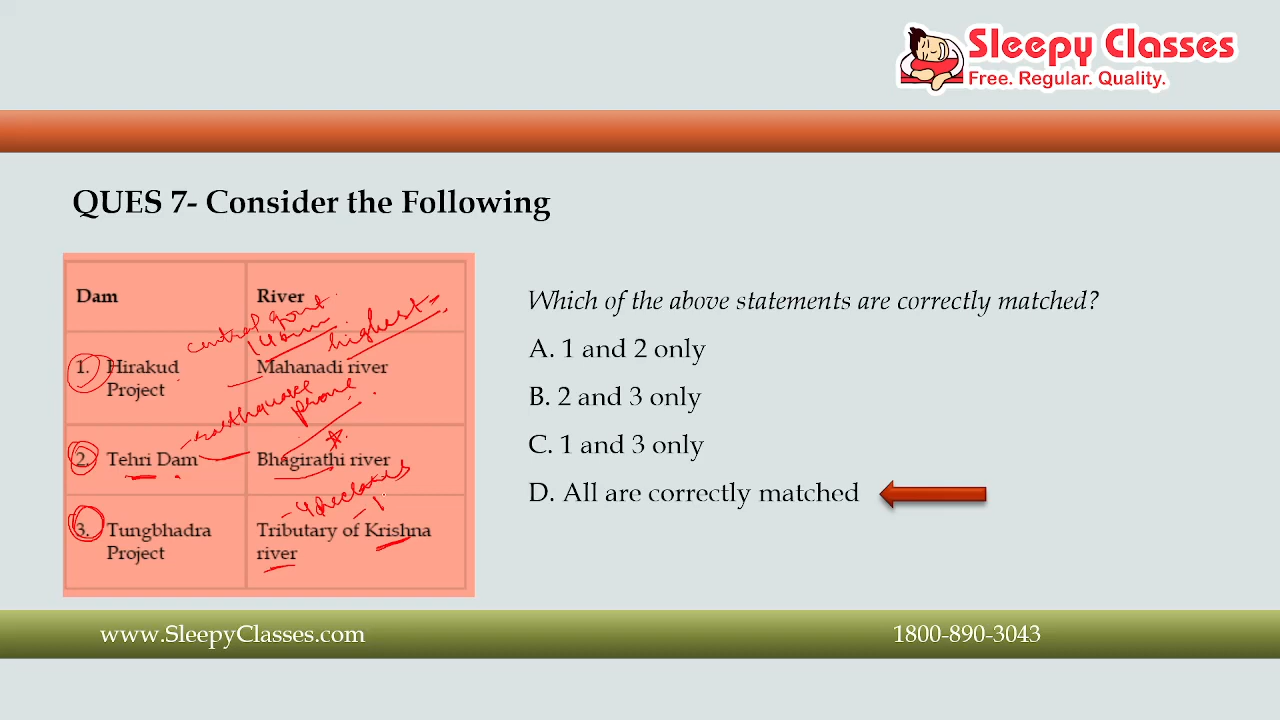 Sleepy Classes
Free. Regular. Quality.
QUES 7- Consider the Following
Dam
River
central govt
highest
1. Hirakud
Project
Mahanadi river
earthquake
prone
2. Tehri Dam
Bhagirathi river
3. Tungbhadra
Project
Tributary of Krishna
river
Which of the above statements are correctly matched?
A. 1 and 2 only
B. 2 and 3 only
C. 1 and 3 only
D. All are correctly matched
www.SleepyClasses.com
1800-890-3043